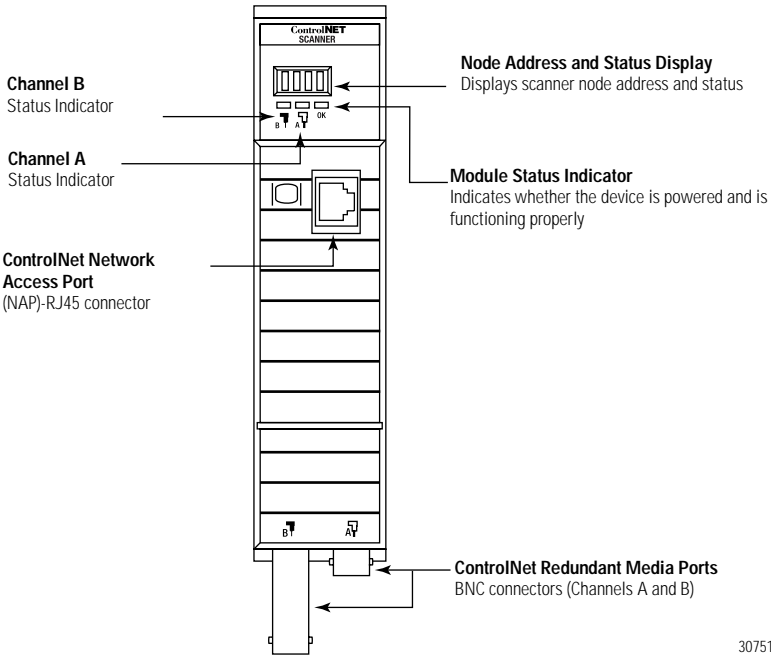 ControlNET
SCANNER
Node Address and Status Display
Displays scanner node address and status
Channel B
Status Indicator
B
A
OK
Channel A
Status Indicator
Module Status Indicator
Indicates whether the device is powered and is
functioning properly
ControlNet Network
Access Port
(NAP)-RJ45 connector
B
A
ControlNet Redundant Media Ports
BNC connectors (Channels A and B)
30751